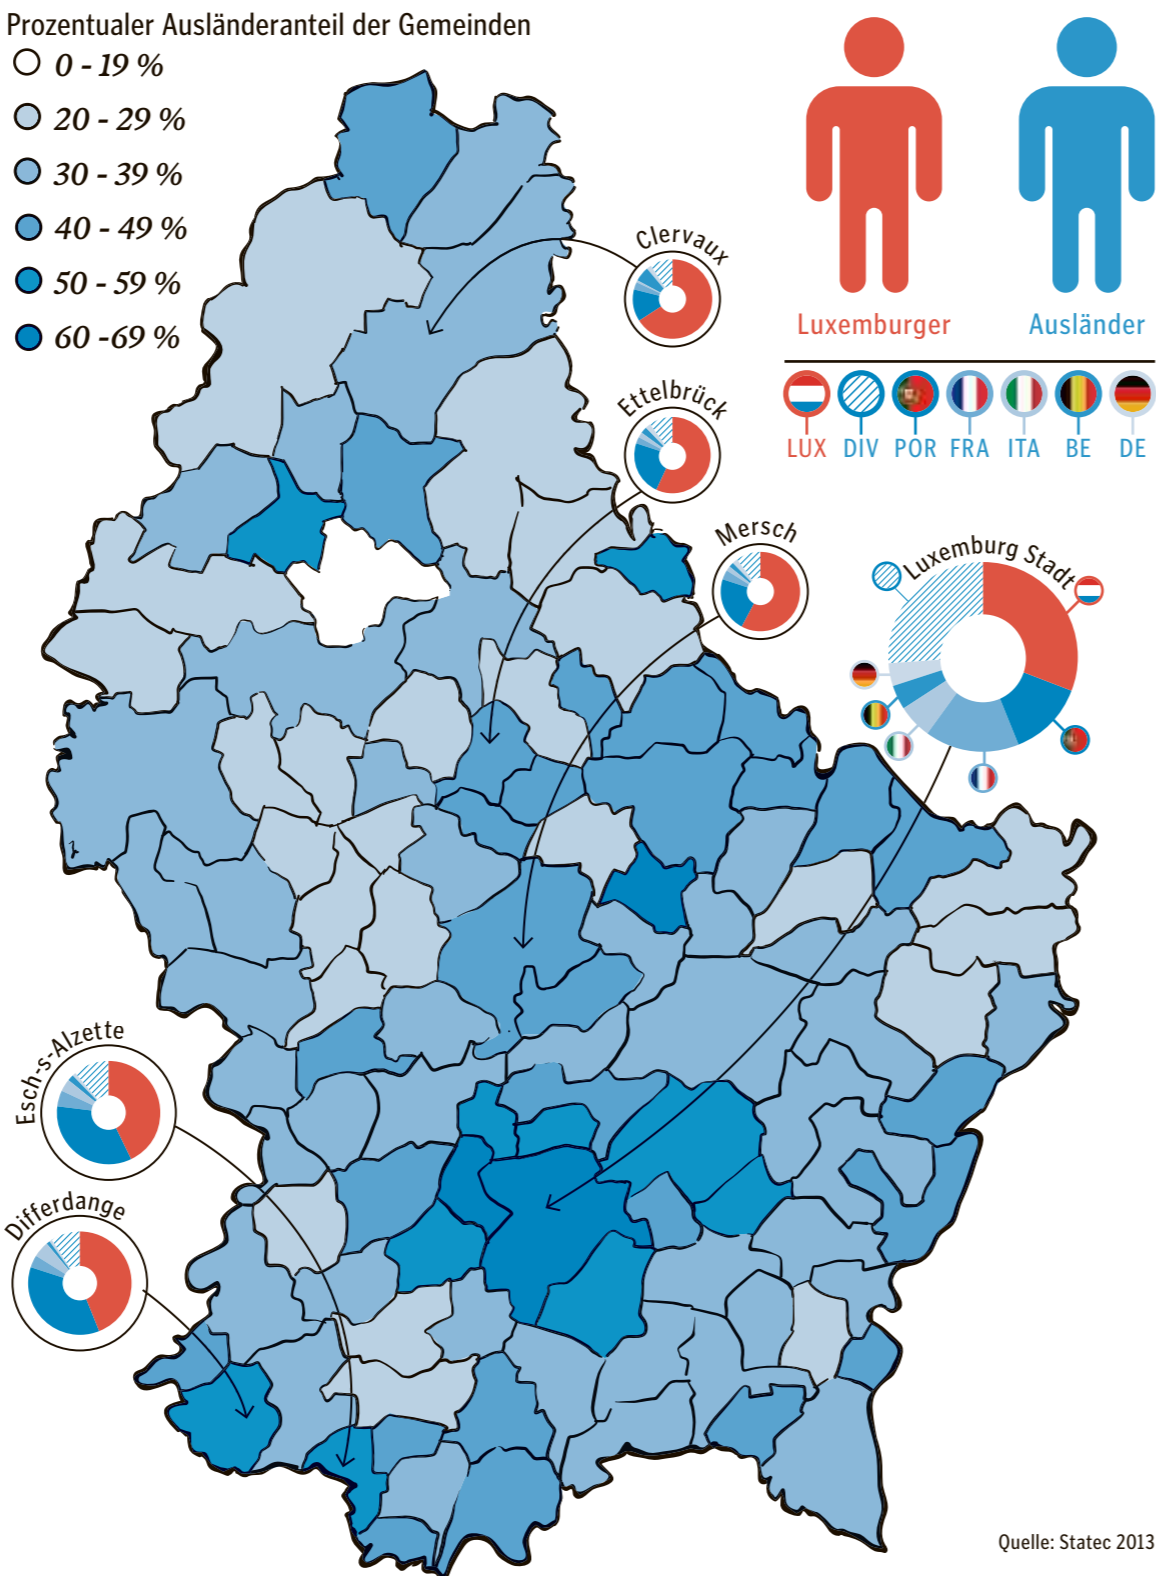 Prozentualer Ausländeranteil der Gemeinden
0 - 19 %
20 - 29 %
30 - 39 %
40 - 49 %
50 - 59 %
60 -69 %
Luxemburger
Ausländer
LUX
DIV
POR
FRA
ITA
BE
DE
Clervaux
Ettelbrück
Mersch
Luxemburg Stadt
Esch-s-Alzette
Differdange
Quelle: Statec 2013